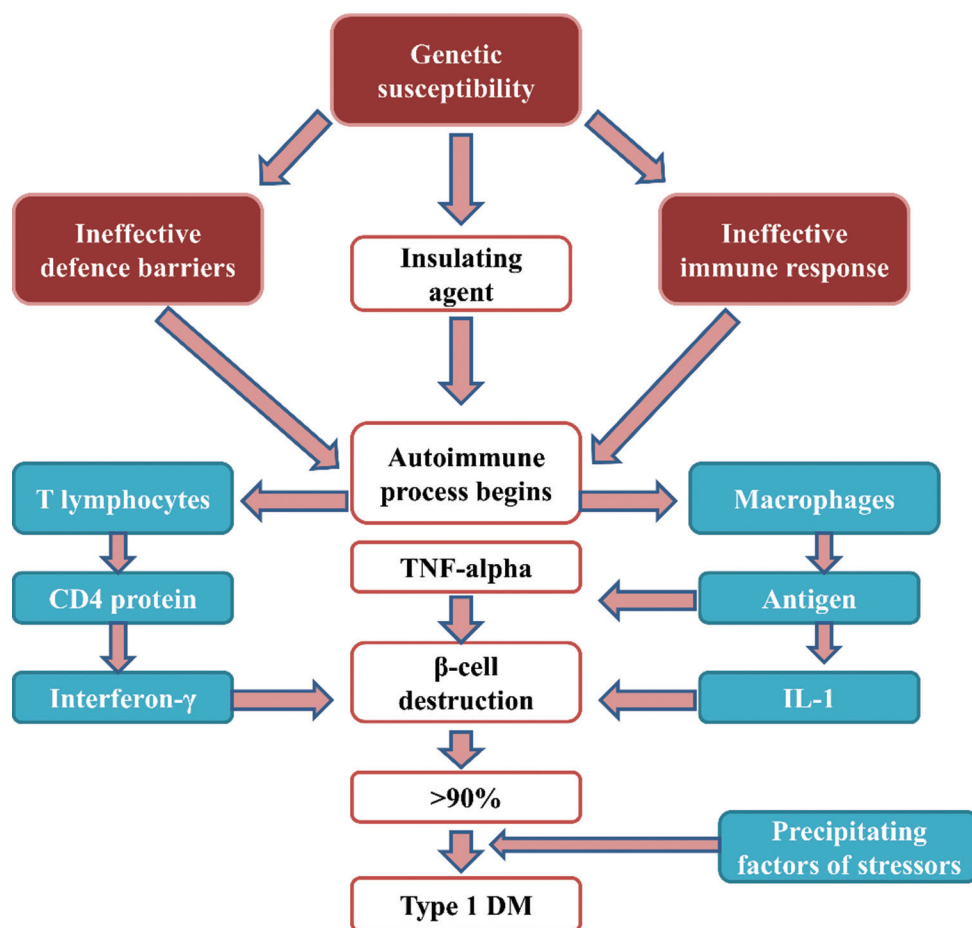 Genetic
susceptibility
Ineffective
defence barriers
Insulating
agent
Ineffective
immune response
Autoimmune
process begins
T lymphocytes
Macrophages
TNF-alpha
CD4 protein
Antigen
β-cell
destruction
Interferon-γ
IL-1
>90%
Precipitating
factors of stressors
Type 1 DM